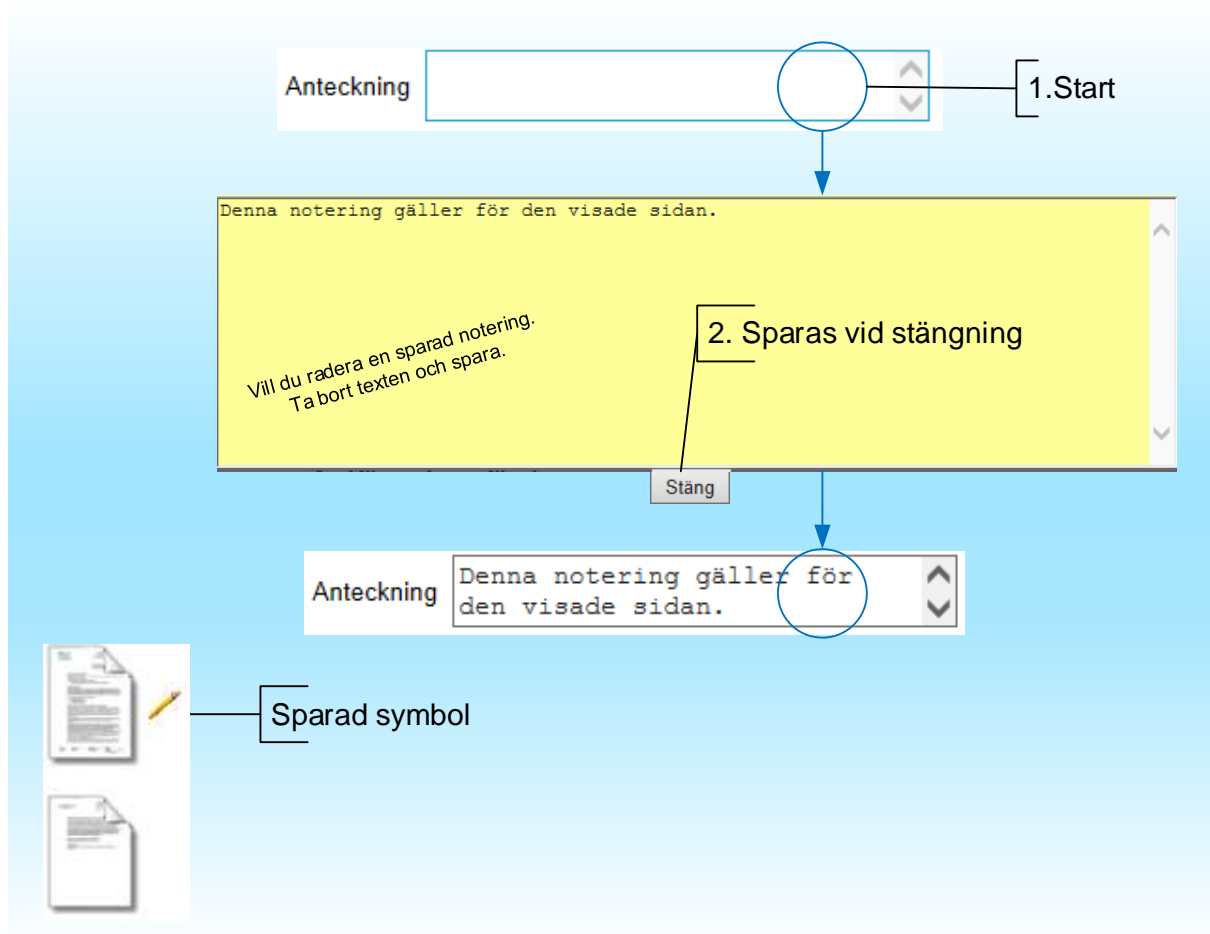 Anteckning
1.Start
Denna notering gäller för den visade sidan.
Vill du radera en sparad notering.
Ta bort texten och spara.
2. Sparas vid stängning
Stäng
Anteckning
Denna notering gäller för
den visade sidan.
Sparad symbol